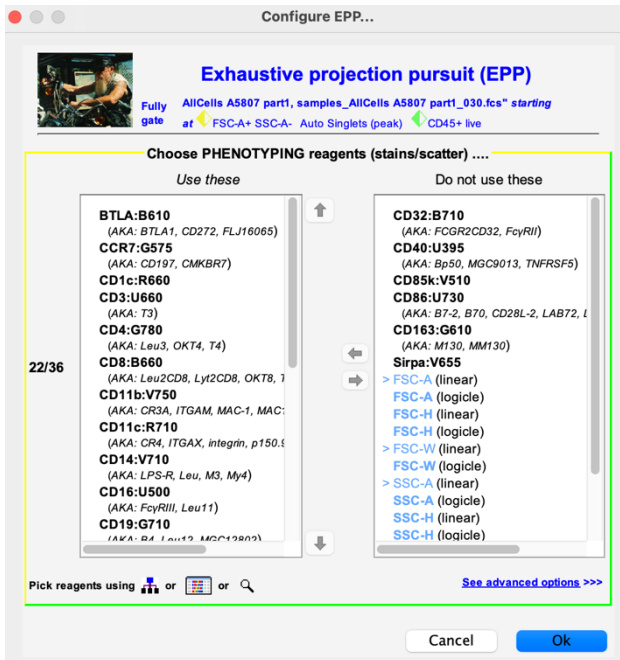 Configure EPP...
Exhaustive projection pursuit (EPP)
Fully gate
AllCells A5807 part1, samples_AllCells A5807 part1_030.fcs" starting
at FSC-A+ SSC-A- Auto Singlets (peak) CD45+ live
Choose PHENOTYPING reagents (stains/scatter) ....
Use these
Do not use these
22/36
BTLA:B610
(AKA: BTLA1, CD272, FLJ16065)
CCR7:G575
(AKA: CD197, CMKBR7)
CD1c:R660
CD3:U660
(AKA: T3)
CD4:G780
(AKA: Leu3, OKT4, T4)
CD8:B660
(AKA: Leu2CD8, Lyt2CD8, OKT8, T
CD11b:V750
(AKA: CR3A, ITGAM, MAC-1, MAC
CD11c:R710
(AKA: CR4, ITGAX, integrin, p150.9
CD14:V710
(AKA: LPS-R, Leu, M3, My4)
CD16:U500
(AKA: FcγRIII, Leu11)
CD19:G710
(AKA: B4, Leu12, MGC12802)
CD32:B710
(AKA: FCGR2CD32, FcγRII)
CD40:U395
(AKA: Bp50, MGC9013, TNFRSF5)
CD85k:V510
CD86:U730
(AKA: B7-2, B70, CD28L-2, LAB72, L
CD163:G610
(AKA: M130, MM130)
Sirpa:V655
> FSC-A (linear)
FSC-A (logicle)
FSC-H (linear)
FSC-H (logicle)
> FSC-W (linear)
FSC-W (logicle)
> SSC-A (linear)
SSC-A (logicle)
SSC-H (linear)
SSC-H (logicle)
Pick reagents using or or
See advanced options >>>
Cancel
Ok